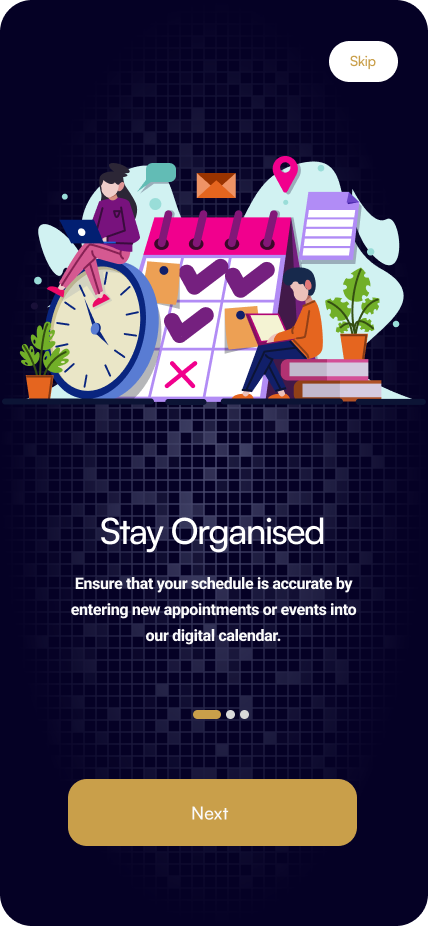 Skip
Stay Organised
Ensure that your schedule is accurate by
entering new appointments or events into
our digital calendar.
Next